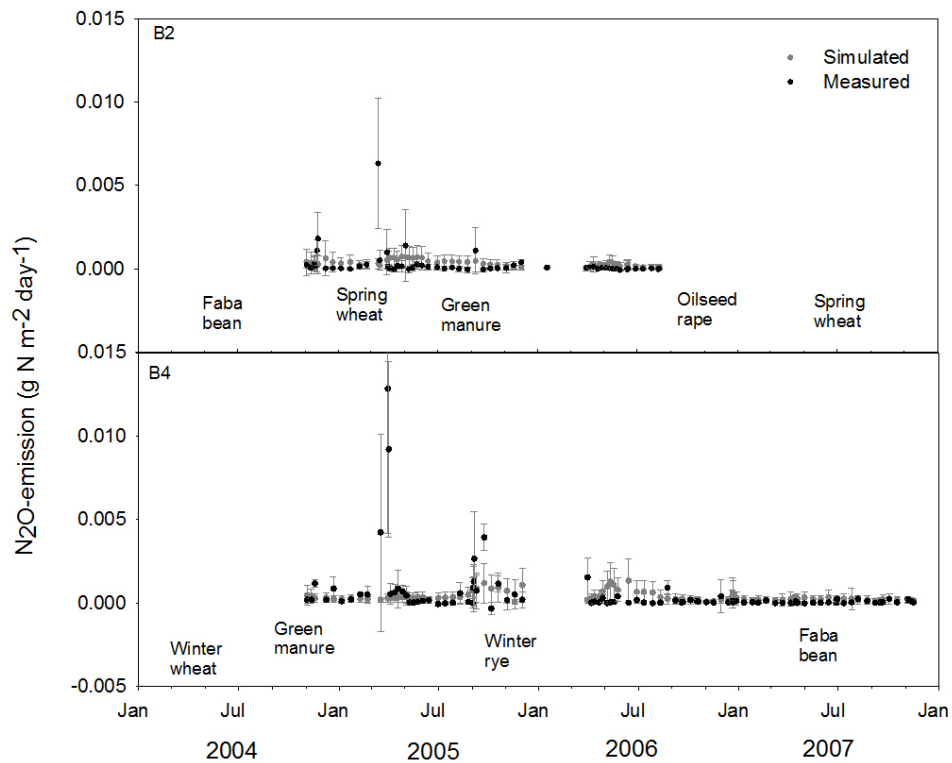 0.015
B2
Simulated
Measured
0.010
0.005
0.000
Faba
bean
Spring
wheat
Green
manure
Oilseed
rape
Spring
wheat
N2O-emission (g N m-2 day-1)
0.015
B4
0.010
0.005
0.000
Green
manure
Winter
wheat
Winter
rye
Faba
bean
-0.005
Jan Jul Jan Jul Jan Jul Jan Jul Jan
2004 2005 2006 2007